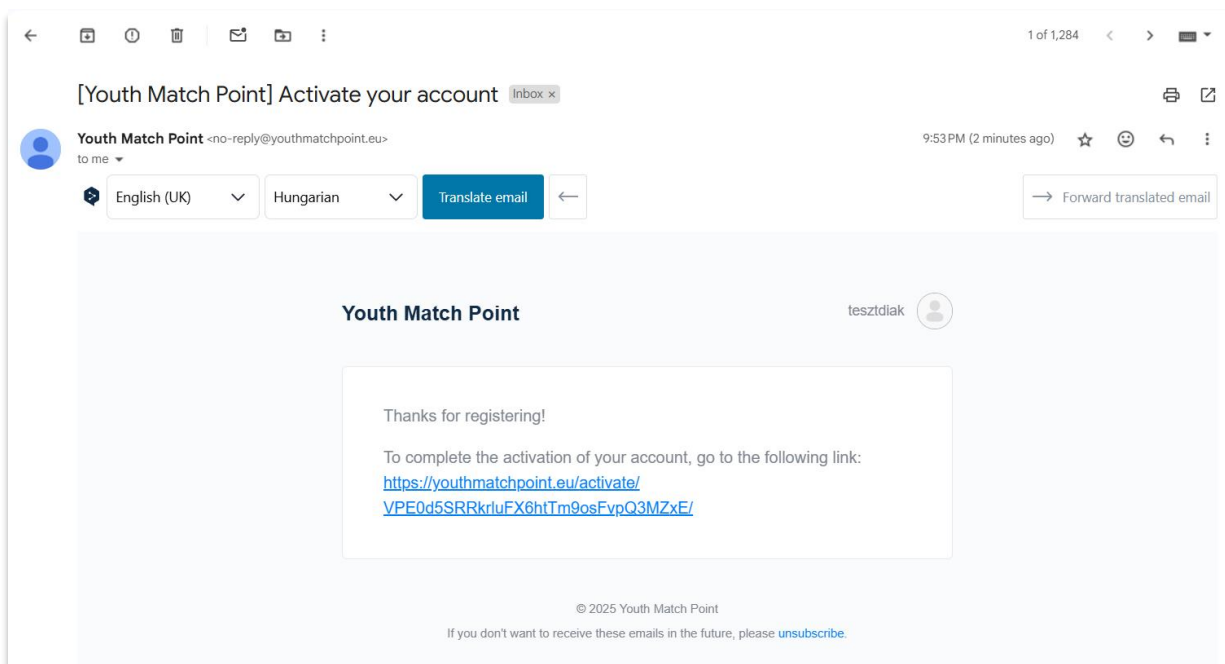 1 of 1,284
[Youth Match Point] Activate your account Inbox ×
Youth Match Point <no-reply@youthmatchpoint.eu> 9:53 PM (2 minutes ago)
to me
English (UK) Hungarian Translate email Forward translated email
Youth Match Point tesztdiak
Thanks for registering!
To complete the activation of your account, go to the following link:
https://youthmatchpoint.eu/activate/
VPE0d5SRRkrluFX6htTm9osFvpQ3MZxE/
© 2025 Youth Match Point
If you don't want to receive these emails in the future, please unsubscribe.